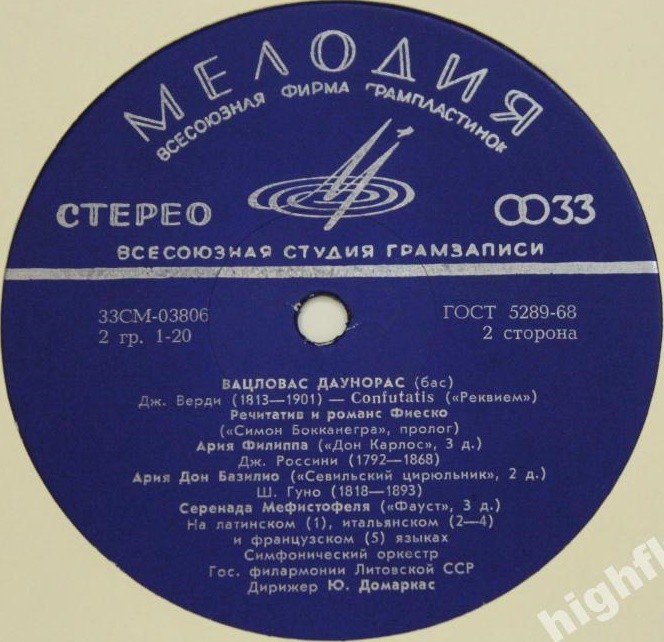 МЕЛОДИЯ
ВСЕСОЮЗНАЯ ФИРМА ГРАМПЛАСТИНОК
СТЕРЕО
33
ВСЕСОЮЗНАЯ СТУДИЯ ГРАМЗАПИСИ
33СМ-03806 ГОСТ 5289-68
2 гр. 1-20 2 сторона
ВАЦЛОВАС ДАУНОРАС (бас)
Дж. Верди (1813—1901) — Confutatis («Реквием»)
Речитатив и романс Фиеско
(«Симон Бокканегра», пролог)
Ария Филиппа («Дон Карлос», 3 д.)
Дж. Россини (1792—1868)
Ария Дон Базилио («Севильский цирюльник», 2 д.)
Ш. Гуно (1818—1893)
Серенада Мефистофеля («Фауст», 3 д.)
На латинском (1), итальянском (2—4)
и французском (5) языках
Симфонический оркестр
Гос. филармонии Литовской ССР
Дирижер Ю. Домаркас
highfl